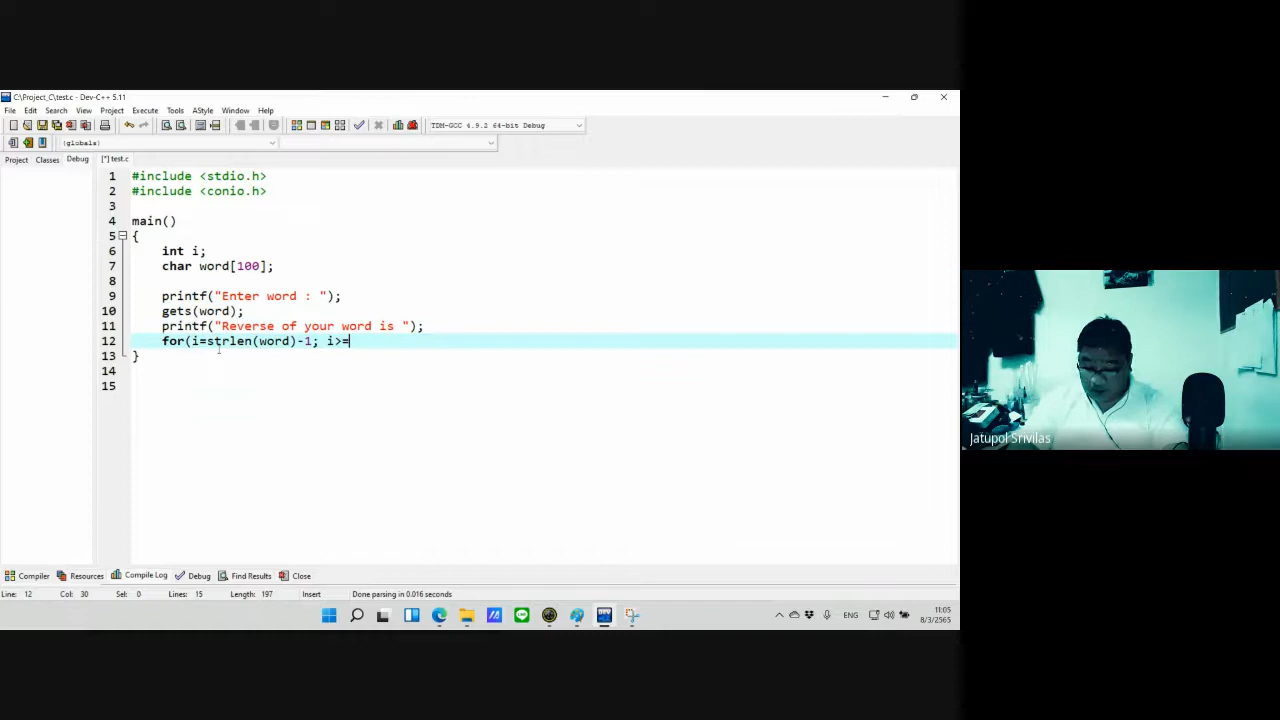 C:\Project_C\test.c - Dev-C++ 5.11
File Edit Search View Project Execute Tools AStyle Window Help
TDM-GCC 4.9.2 64-bit Debug
(globals)
Project Classes Debug [*] test.c
1 #include <stdio.h>
2 #include <conio.h>
3
4 main()
5 {
6 int i;
7 char word[100];
8
9 printf("Enter word : ");
10 gets(word);
11 printf("Reverse of your word is ");
12 for(i=strlen(word)-1; i>=
13 }
14
15
Jatupol Srivilas
Compiler Resources Compile Log Debug Find Results Close
Line: 12 Col: 30 Sel: 0 Lines: 15 Length: 197 Insert Done parsing in 0.016 seconds
ENG 11:05
8/3/2565